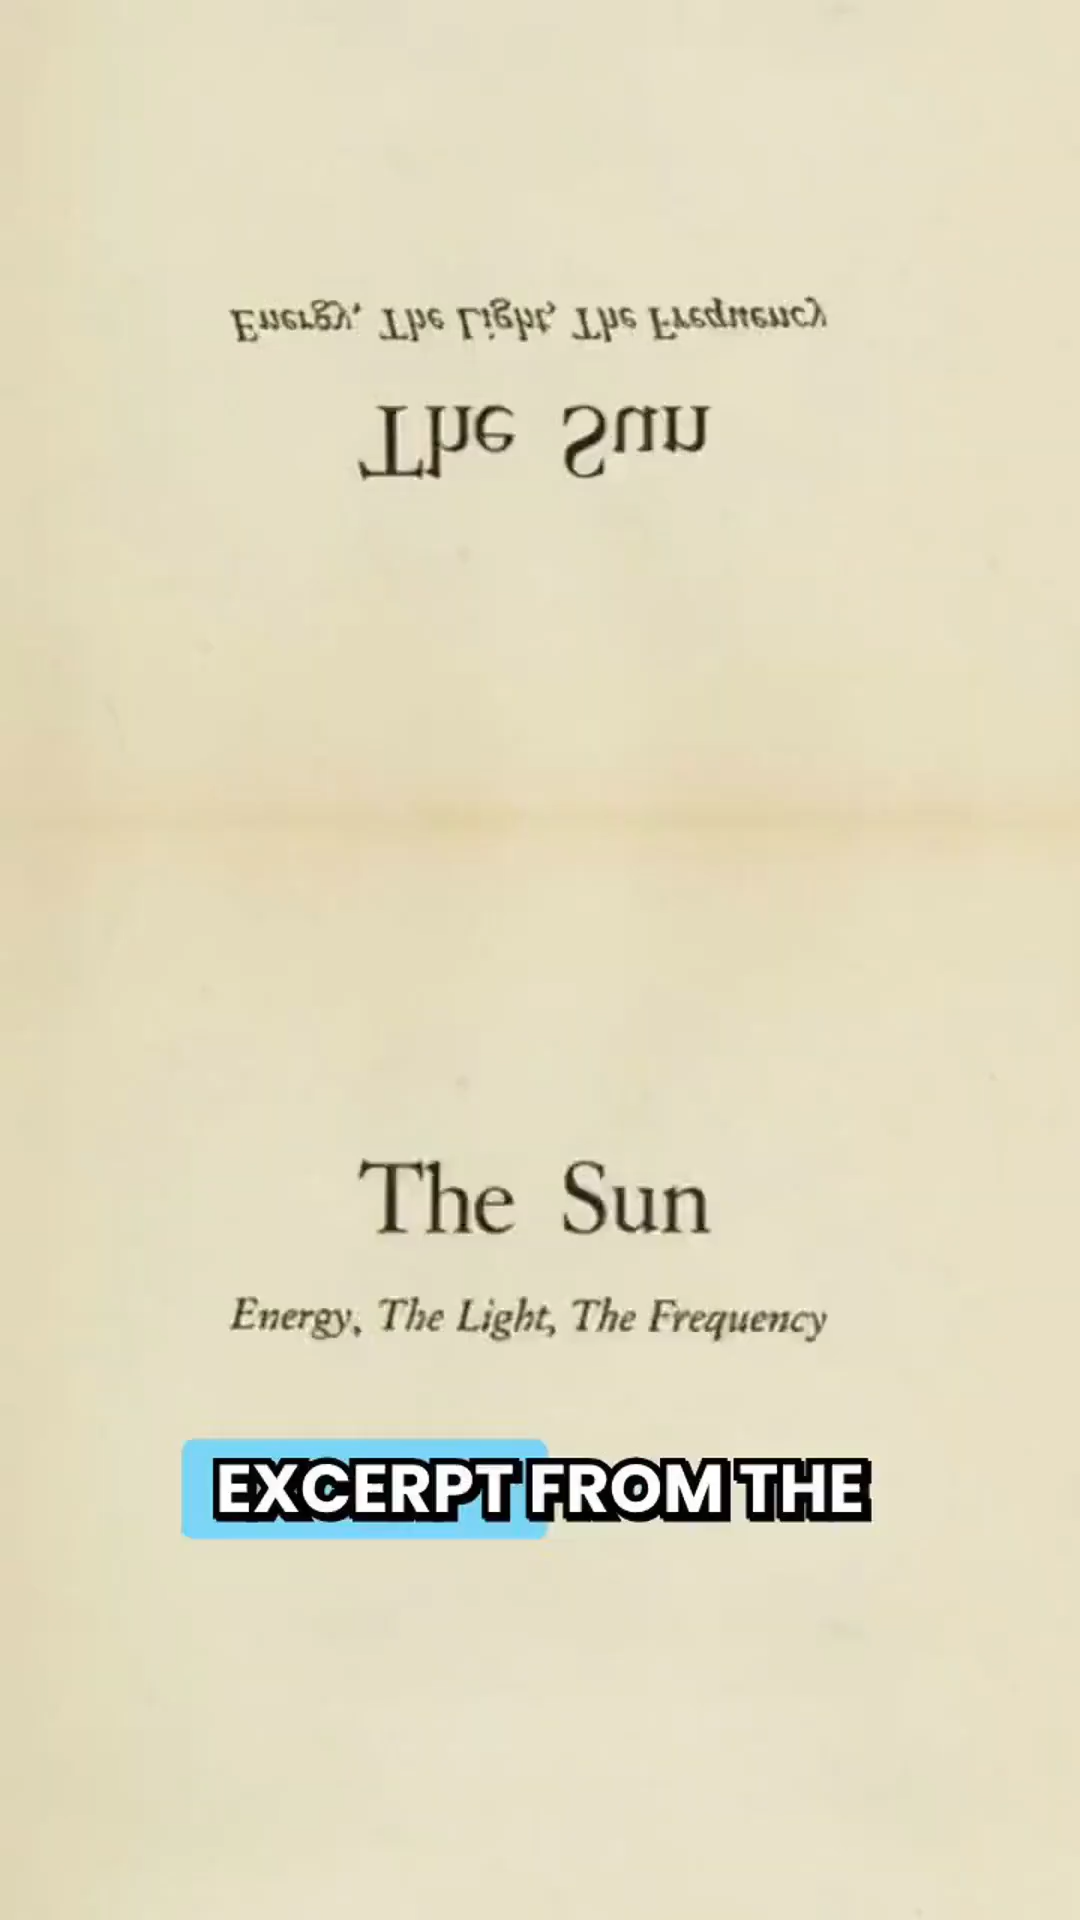 Energy, The Light, The Frequency
The Sun
The Sun
Energy, The Light, The Frequency
EXCERPT FROM THE